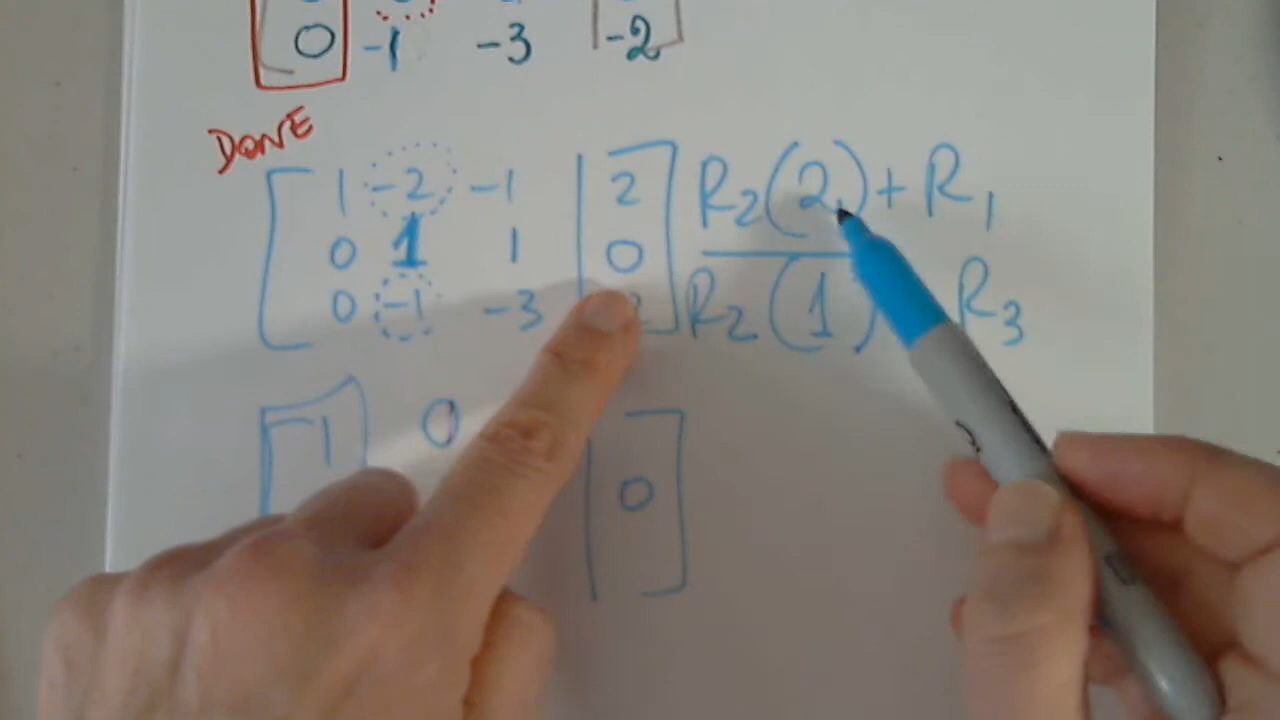 0 -1 -3 -2
DONE
1 -2 -1 2 R2(2)+R1
0 1 1 0
0 -1 -3 R2(1) R3
1 0
0